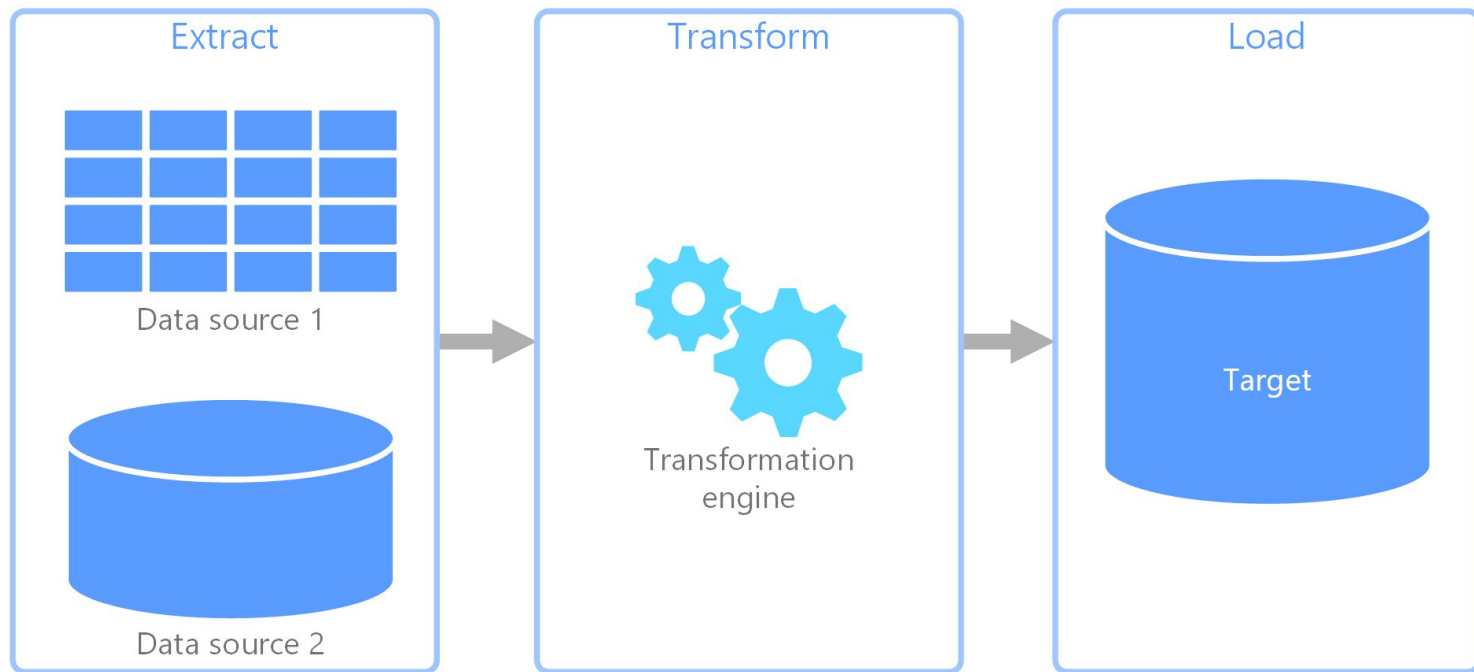 Extract
Data source 1
Data source 2
Transform
Transformation
engine
Load
Target